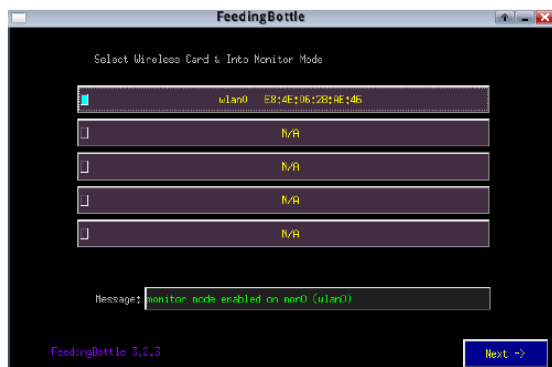 FeedingBottle
Select Wireless Card & Into Monitor Mode
wlan0 E8:4E:06:28:AE:46
N/A
N/A
N/A
N/A
Message: monitor mode enabled on mon0 (wlan0)
FeedingBottle 3.2.3
Next ->